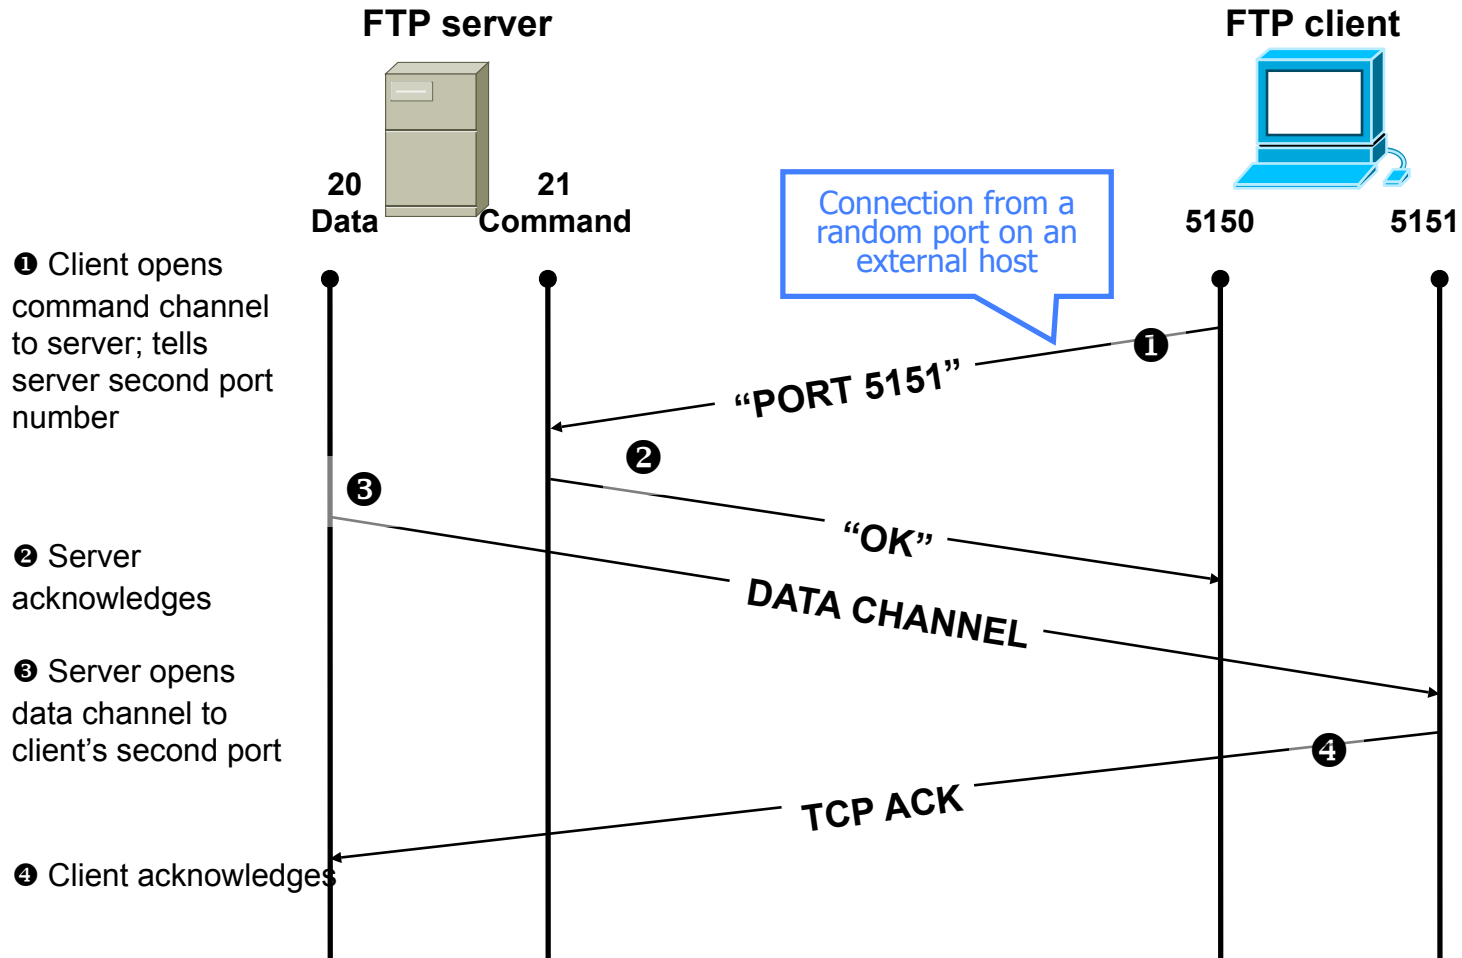 FTP server
FTP client
20
Data
21
Command
Connection from a
random port on an
external host
5150
5151
❶ Client opens
command channel
to server; tells
server second port
number
❶
“PORT 5151”
❷
❸
“OK”
❷ Server
acknowledges
DATA CHANNEL
❸ Server opens
data channel to
client’s second port
❹
TCP ACK
❹ Client acknowledges